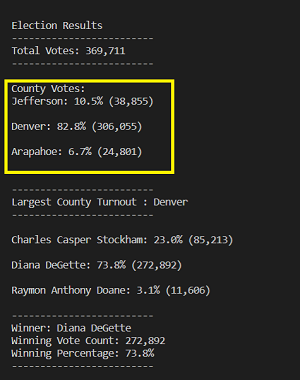 Election Results
-------------------------
Total Votes: 369,711
-------------------------
County Votes:
Jefferson: 10.5% (38,855)
Denver: 82.8% (306,055)
Arapahoe: 6.7% (24,801)
-------------------------
Largest County Turnout : Denver
-------------------------
Charles Casper Stockham: 23.0% (85,213)
Diana DeGette: 73.8% (272,892)
Raymon Anthony Doane: 3.1% (11,606)
-------------------------
Winner: Diana DeGette
Winning Vote Count: 272,892
Winning Percentage: 73.8%
-------------------------